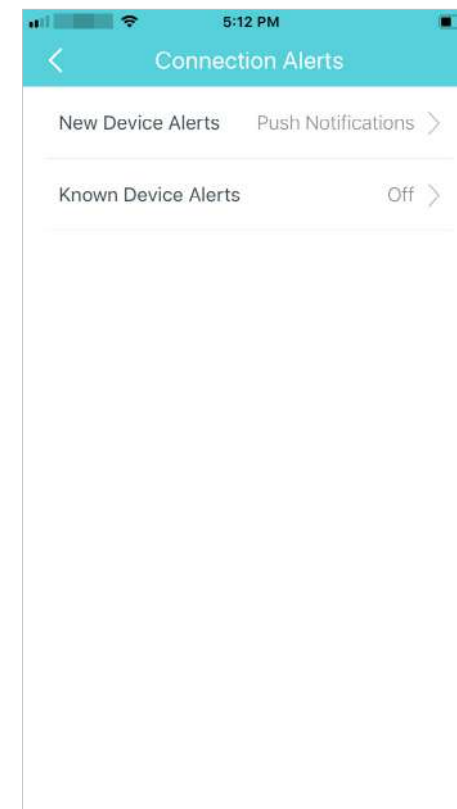 5:12 PM
Connection Alerts
New Device Alerts Push Notifications
Known Device Alerts Off